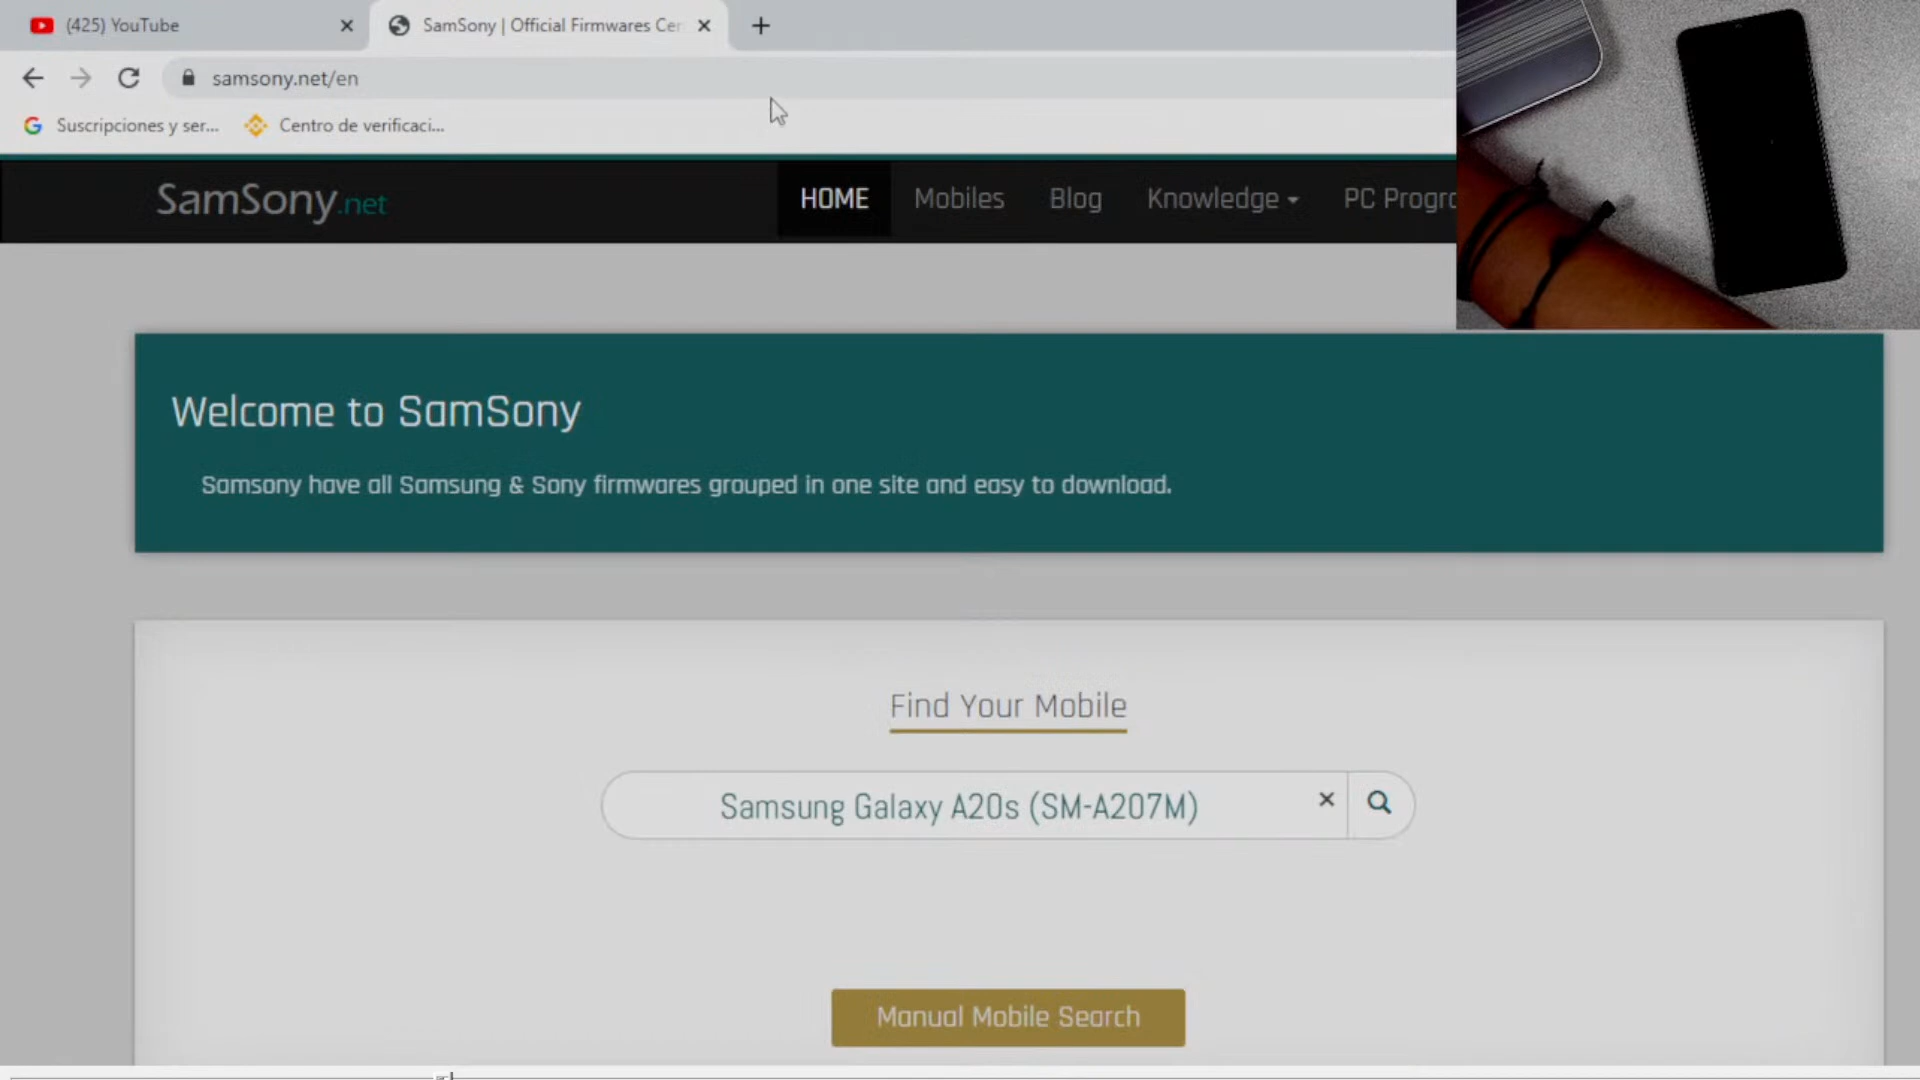 (425) YouTube
SamSony | Official Firmwares Cer
samsony.net/en
Suscripciones y ser... Centro de verificaci...
SamSony.net HOME Mobiles Blog Knowledge PC Progr
Welcome to SamSony
Samsony have all Samsung & Sony firmwares grouped in one site and easy to download.
Find Your Mobile
Samsung Galaxy A20s (SM-A207M)
Manual Mobile Search